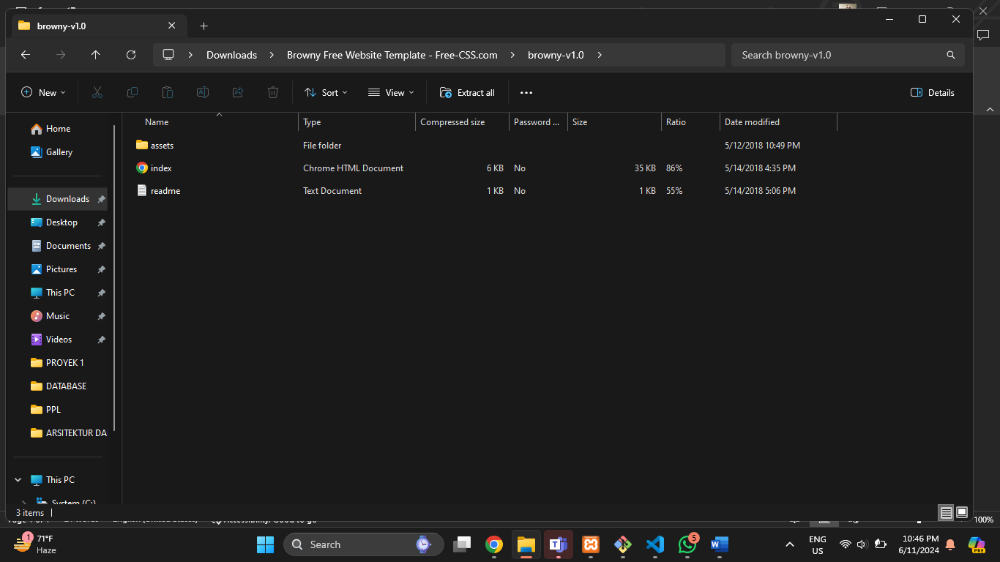 browny-v1.0
Downloads
Browny Free Website Template - Free-CSS.com
browny-v1.0
Search browny-v1.0
New
Sort
View
Extract all
Details
Name
Type
Compressed size
Password ...
Size
Ratio
Date modified
assets
File folder
5/12/2018 10:49 PM
index
Chrome HTML Document
6 KB
No
35 KB
86%
5/14/2018 4:35 PM
readme
Text Document
1 KB
No
1 KB
55%
5/14/2018 5:06 PM
Home
Gallery
Downloads
Desktop
Documents
Pictures
This PC
Music
Videos
PROYEK 1
DATABASE
PPL
ARSITEKTUR DA
This PC
System (C:)
3 items
Accessibility: Good to go
100%
1
71°F
Haze
Search
5
PRE
ENG
US
10:46 PM
6/11/2024